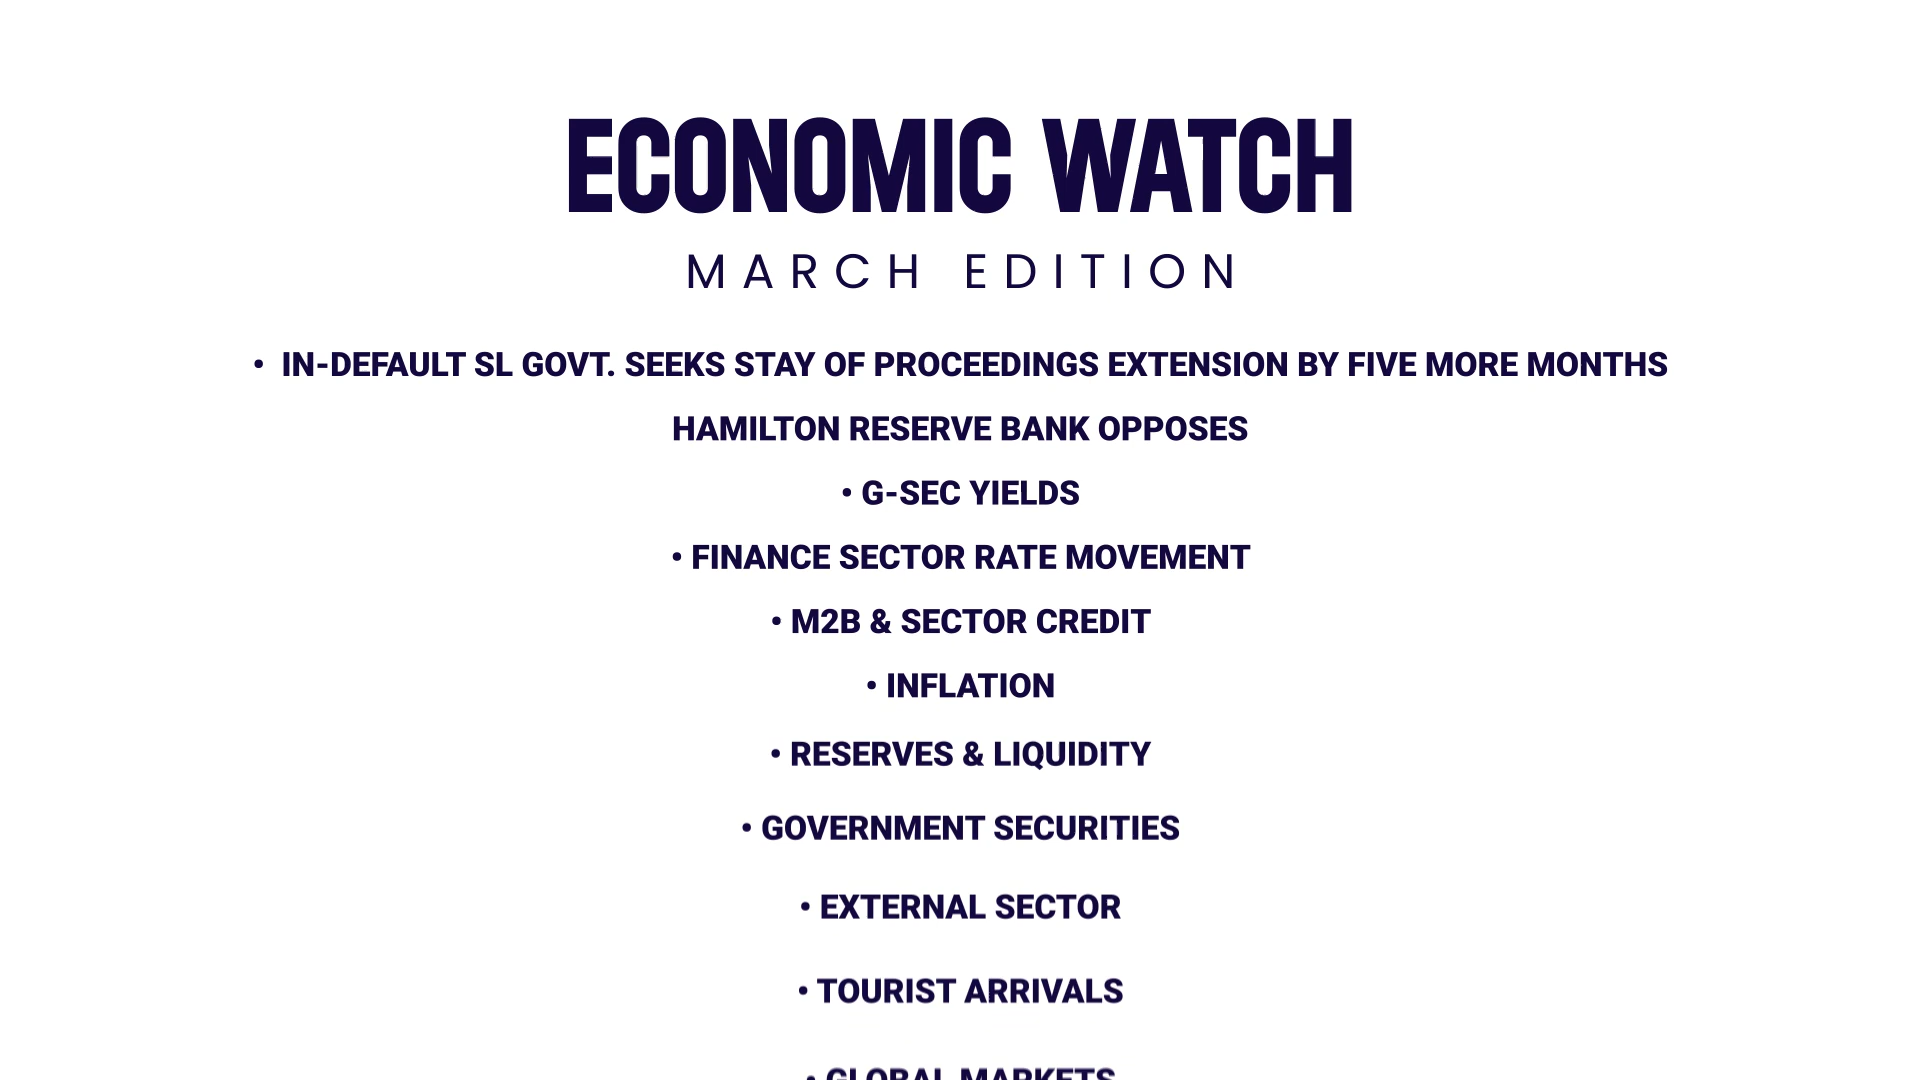 ECONOMIC WATCH
MARCH EDITION
• IN-DEFAULT SL GOVT. SEEKS STAY OF PROCEEDINGS EXTENSION BY FIVE MORE MONTHS
HAMILTON RESERVE BANK OPPOSES
• G-SEC YIELDS
• FINANCE SECTOR RATE MOVEMENT
• M2B & SECTOR CREDIT
• INFLATION
• RESERVES & LIQUIDITY
• GOVERNMENT SECURITIES
• EXTERNAL SECTOR
• TOURIST ARRIVALS
• GLOBAL MARKETS